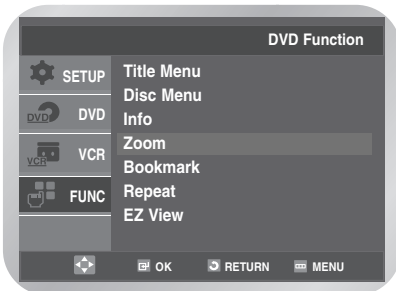 DVD Function
SETUP
DVD
DVD
VCR
VCR
FUNC
Title Menu
Disc Menu
Info
Zoom
Bookmark
Repeat
EZ View
OK RETURN MENU